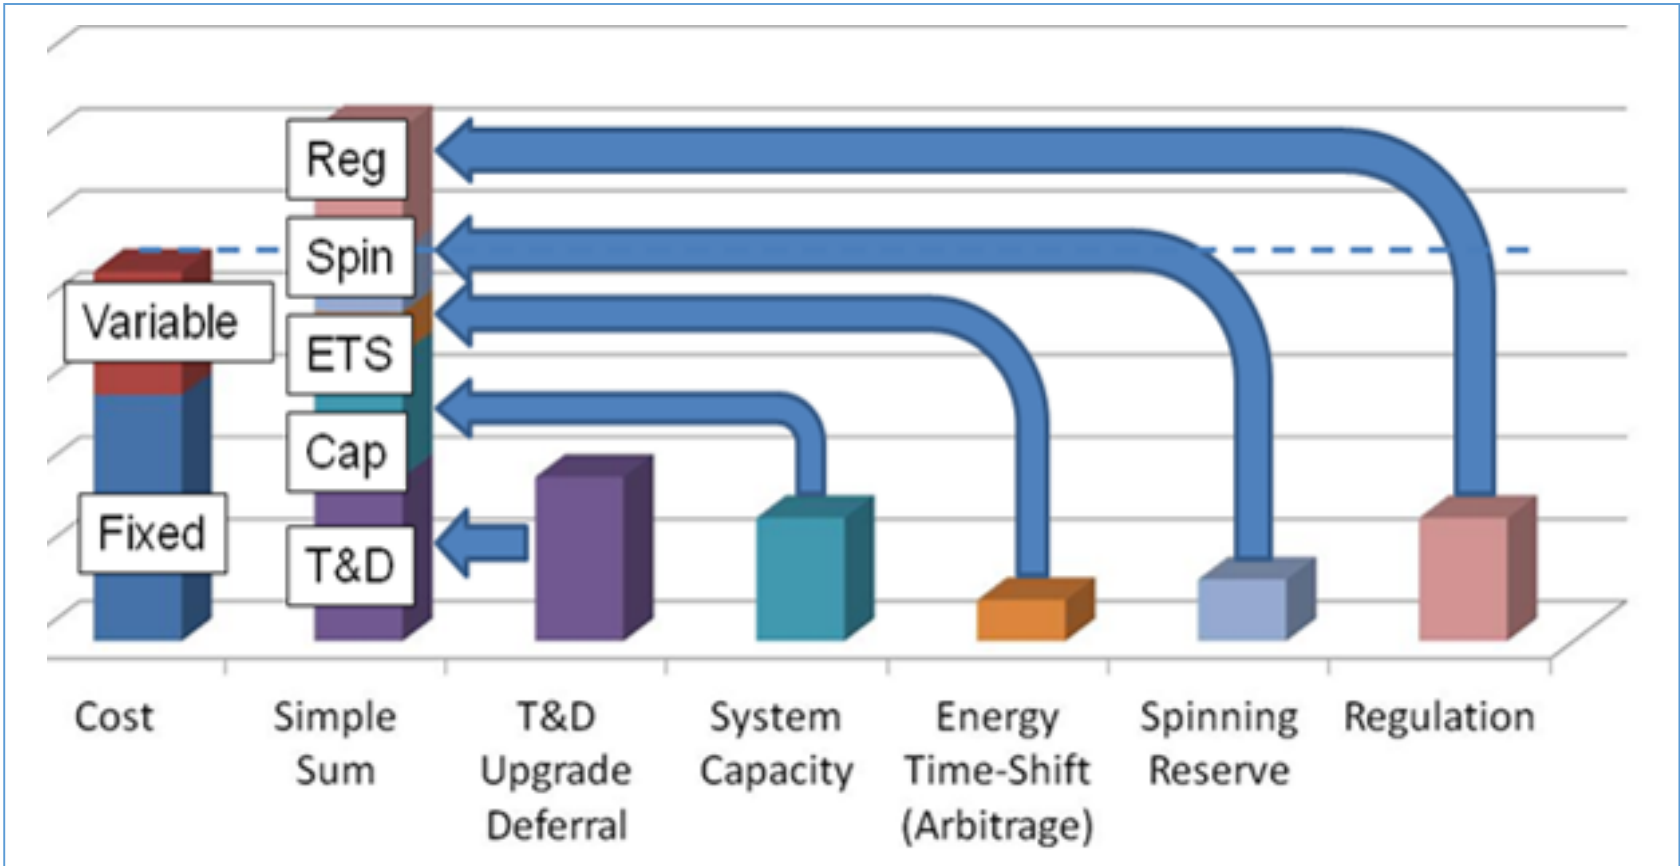 Reg
Spin
Variable
ETS
Cap
Fixed
T&D
Cost
Simple
Sum
T&D
Upgrade
Deferral
System
Capacity
Energy
Time-Shift
(Arbitrage)
Spinning
Reserve
Regulation